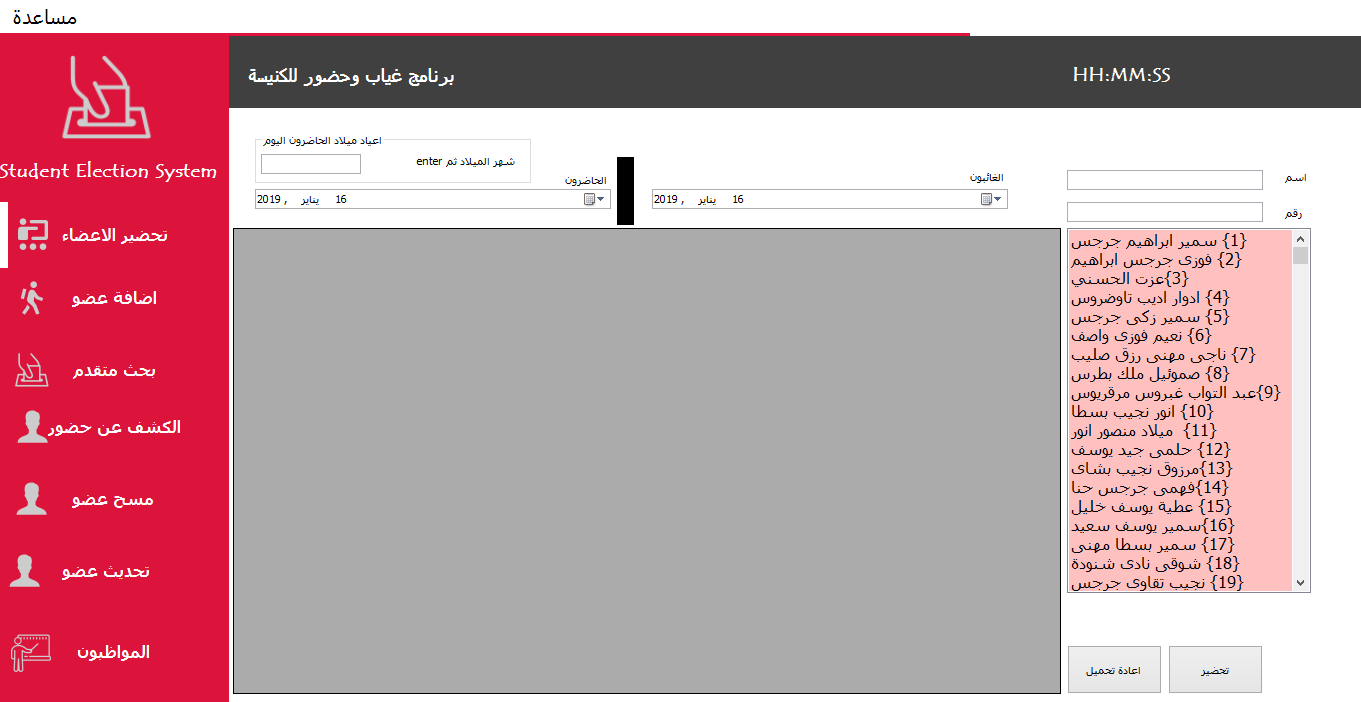 مساعدة
برنامج غياب وحضور للكنيسة
HH:MM:SS
Student Election System
تحضير الاعضاء
اضافة عضو
بحث متقدم
الكشف عن حضور
مسح عضو
تحديث عضو
المواظبون
اعياد ميلاد الحاضرون اليوم
شهر الميلاد ثم enter
الحاضرون
16 يناير , 2019
الغائبون
16 يناير , 2019
اسم
رقم
{1} سمير ابراهيم جرجس
{2} فوزى جرجس ابراهيم
{3}عزت الحسني
{4} ادوار اديب تاوضروس
{5} سمير زكى جرجس
{6} نعيم فوزى واصف
{7} ناجى مهنى رزق صليب
{8} صموئيل ملك بطرس
{9}عبد التواب غبروس مرقريوس
{10} انور نجيب بسطا
{11} ميلاد منصور انور
{12} حلمى جيد يوسف
{13}مرزوق نجيب بشاى
{14}فهمى جرجس حنا
{15} عطية يوسف خليل
{16}سمير يوسف سعيد
{17} سمير بسطا مهنى
{18} شوقى نادى شنودة
{19} نجيب تقاوى جرجس
اعادة تحميل
تحضير